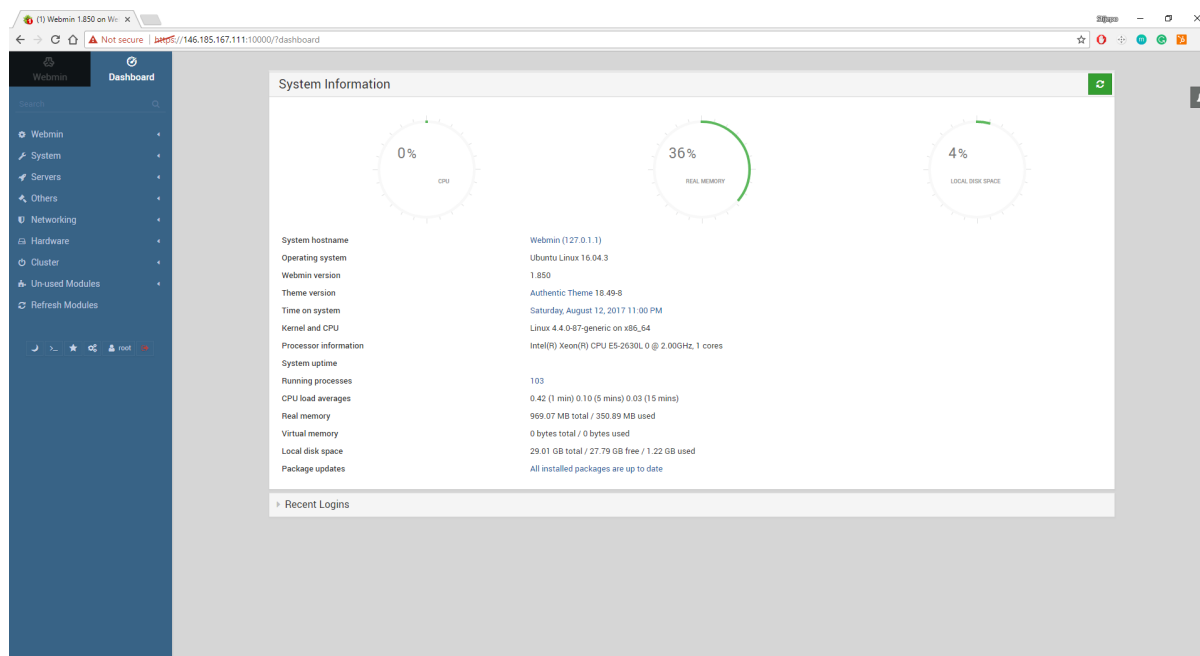 (1) Webmin 1.850 on We
Not secure | https://146.185.167.111:10000/?dashboard
Webmin
Dashboard
Search
Webmin
System
Servers
Others
Networking
Hardware
Cluster
Un-used Modules
Refresh Modules
root
System Information
0%
CPU
36%
REAL MEMORY
4%
LOCAL DISK SPACE
System hostname Webmin (127.0.1.1)
Operating system Ubuntu Linux 16.04.3
Webmin version 1.850
Theme version Authentic Theme 18.49-8
Time on system Saturday, August 12, 2017 11:00 PM
Kernel and CPU Linux 4.4.0-87-generic on x86_64
Processor information Intel(R) Xeon(R) CPU E5-2630L 0 @ 2.00GHz, 1 cores
System uptime
Running processes 103
CPU load averages 0.42 (1 min) 0.10 (5 mins) 0.03 (15 mins)
Real memory 969.07 MB total / 350.89 MB used
Virtual memory 0 bytes total / 0 bytes used
Local disk space 29.01 GB total / 27.79 GB free / 1.22 GB used
Package updates All installed packages are up to date
Recent Logins